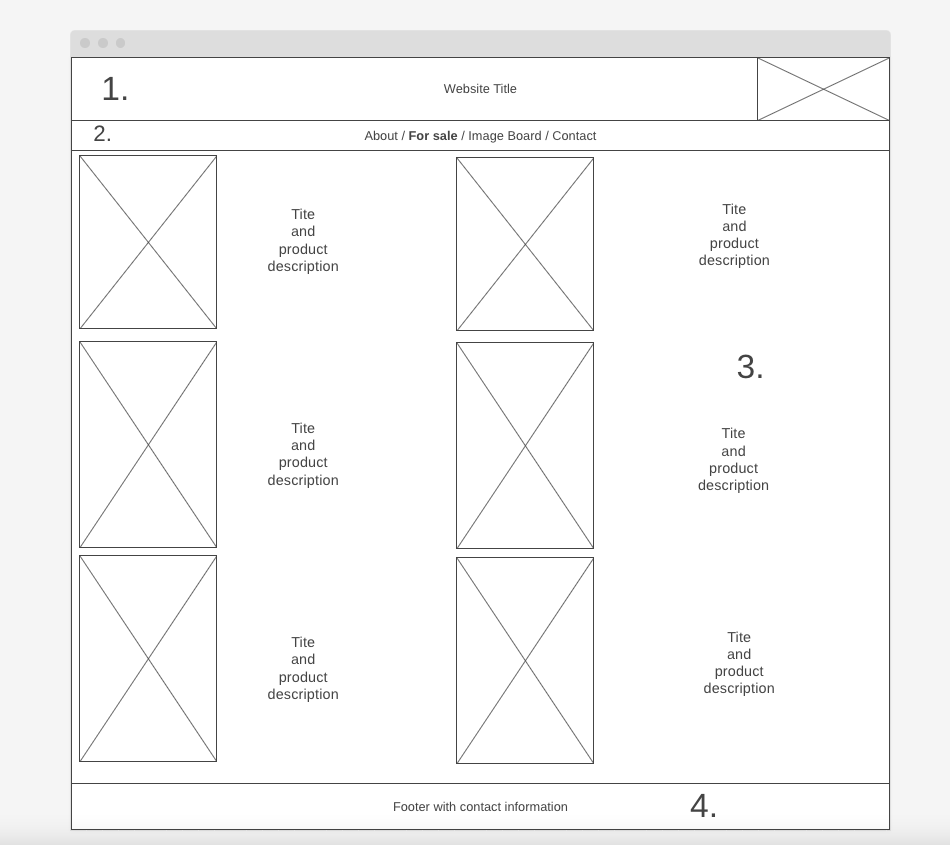 1.
Website Title
2.
About / For sale / Image Board / Contact
Tite
and
product
description
Tite
and
product
description
Tite
and
product
description
3.
Tite
and
product
description
Tite
and
product
description
Tite
and
product
description
Footer with contact information
4.